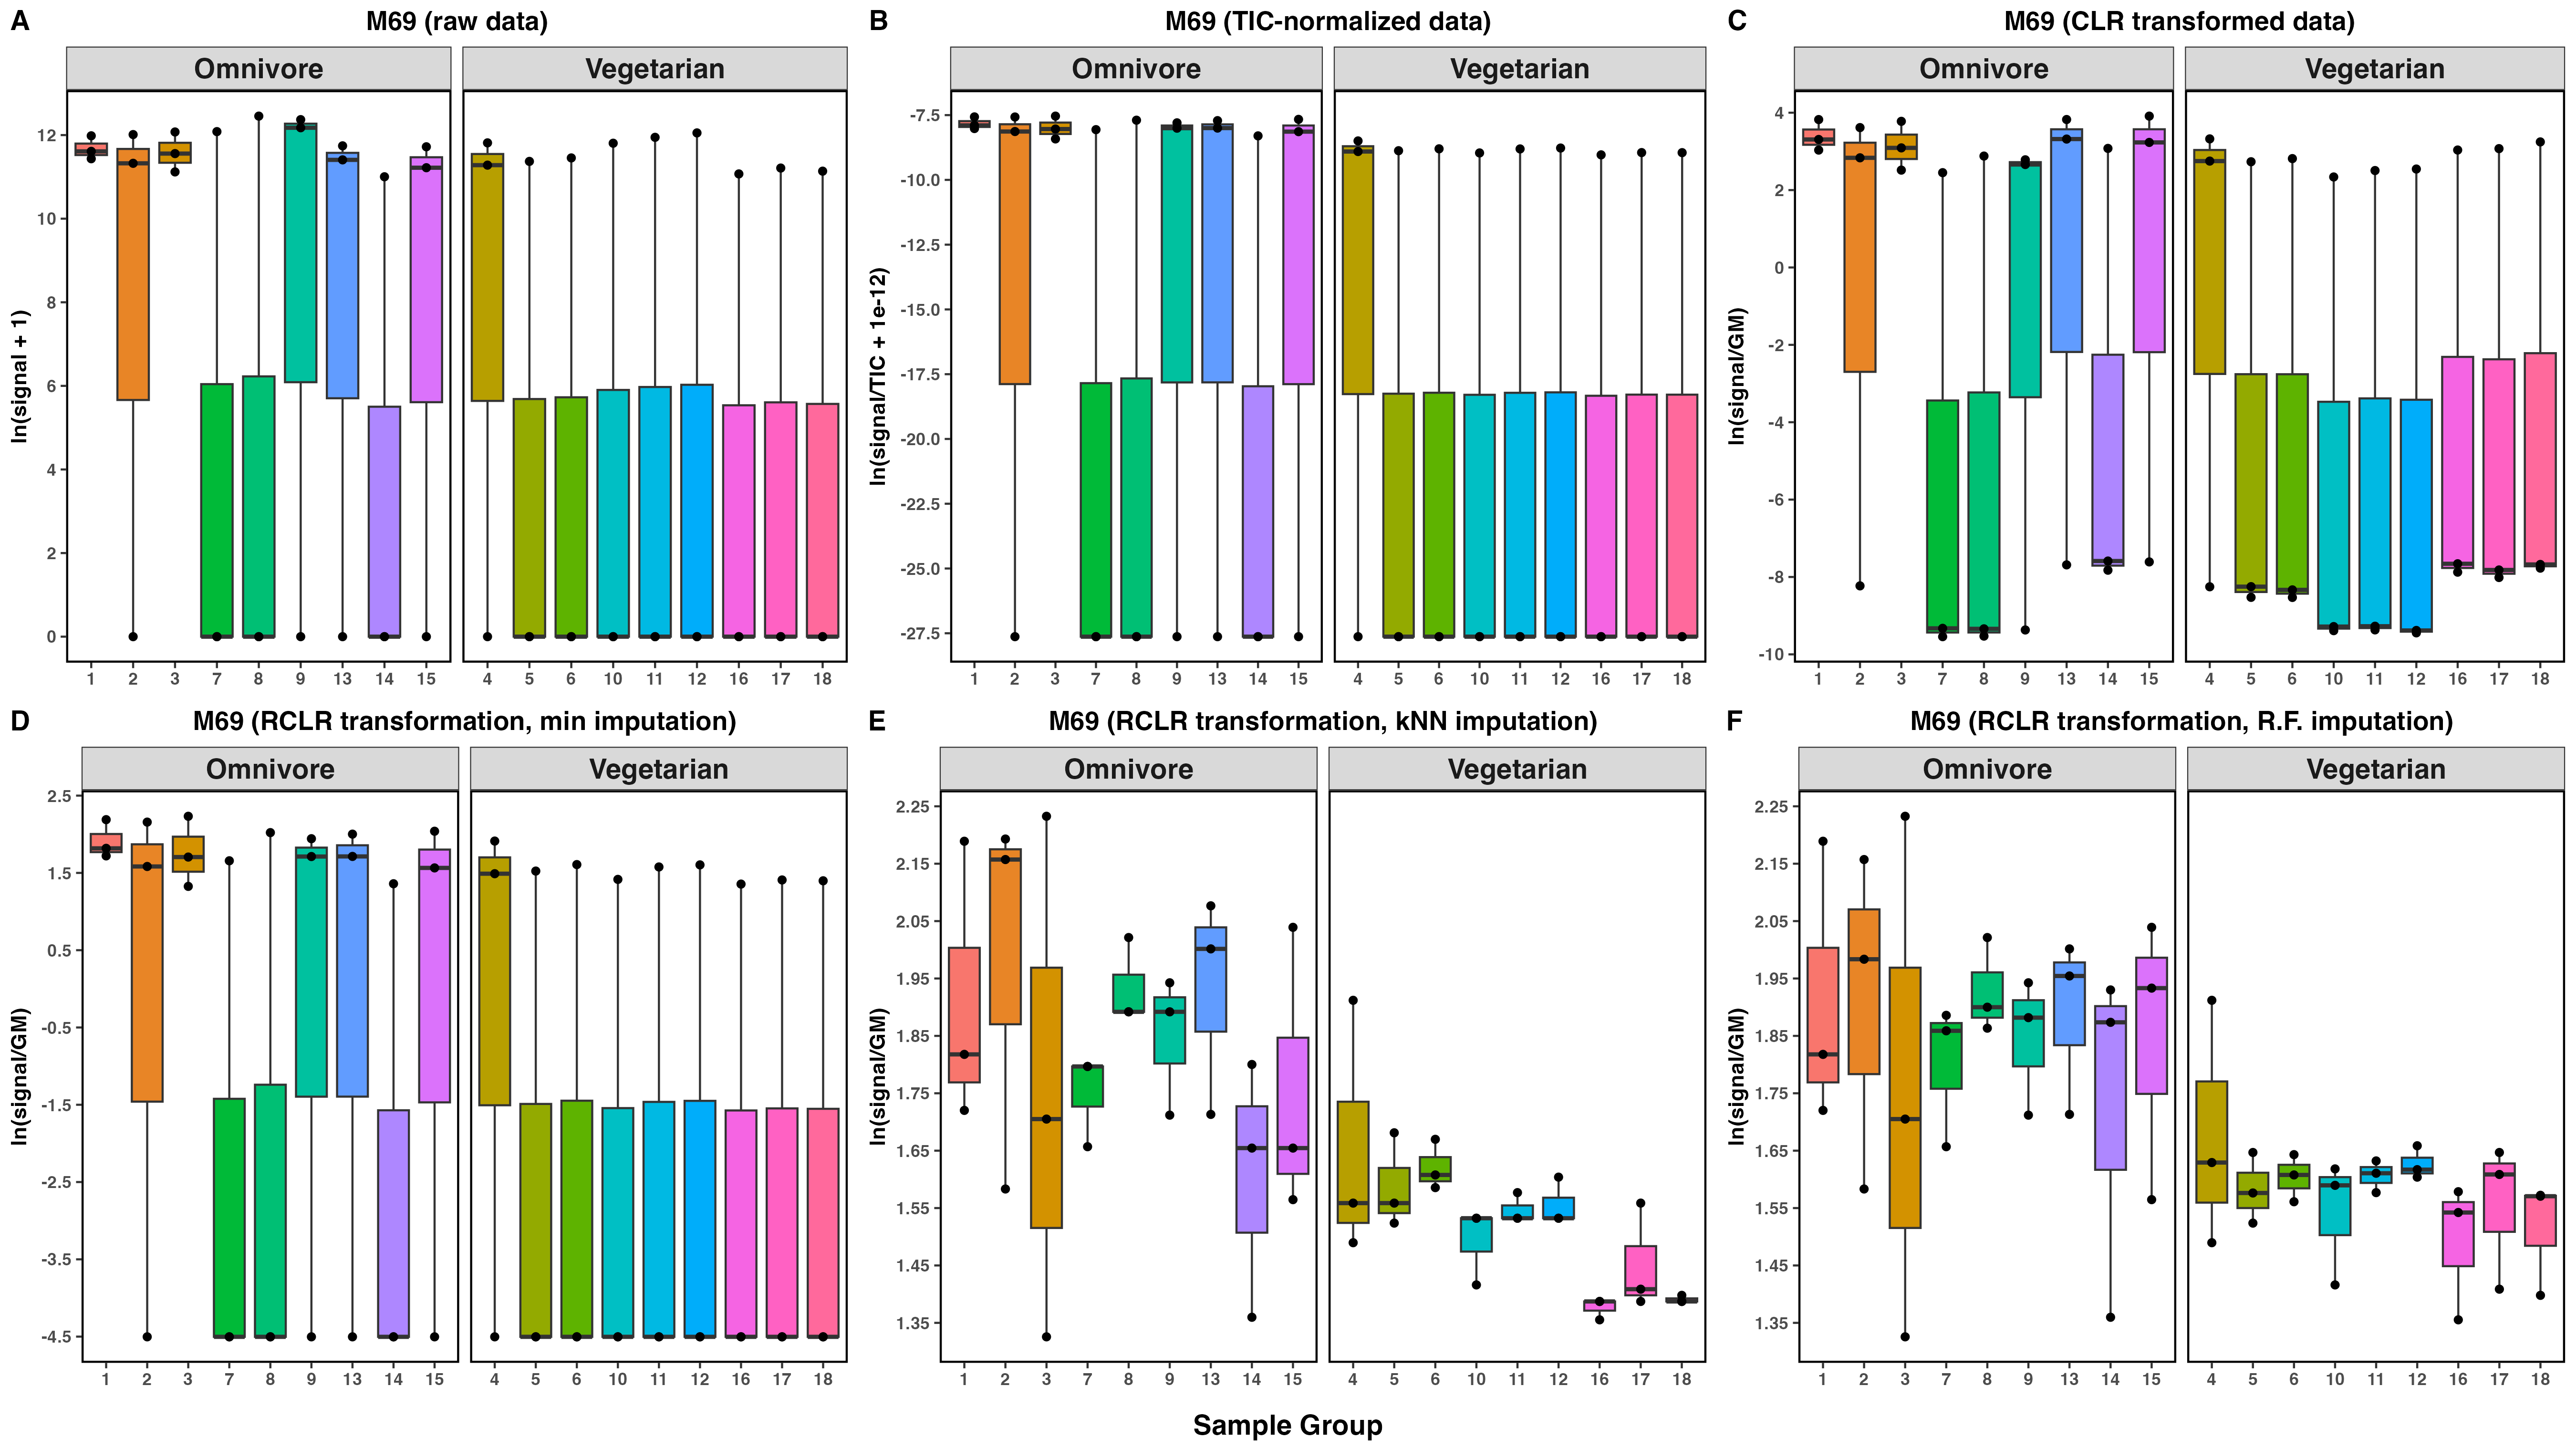 A
M69 (raw data)
Omnivore
Vegetarian
ln(signal + 1)
12
10
8
6
4
2
0
1 2 3 7 8 9 13 14 15
4 5 6 10 11 12 16 17 18
B
M69 (TIC-normalized data)
Omnivore
Vegetarian
ln(signal/TIC + 1e-12)
-7.5
-10.0
-12.5
-15.0
-17.5
-20.0
-22.5
-25.0
-27.5
1 2 3 7 8 9 13 14 15
4 5 6 10 11 12 16 17 18
C
M69 (CLR transformed data)
Omnivore
Vegetarian
ln(signal/GM)
4
2
0
-2
-4
-6
-8
-10
1 2 3 7 8 9 13 14 15
4 5 6 10 11 12 16 17 18
D
M69 (RCLR transformation, min imputation)
Omnivore
Vegetarian
ln(signal/GM)
2.5
1.5
0.5
-0.5
-1.5
-2.5
-3.5
-4.5
1 2 3 7 8 9 13 14 15
4 5 6 10 11 12 16 17 18
E
M69 (RCLR transformation, kNN imputation)
Omnivore
Vegetarian
ln(signal/GM)
2.25
2.15
2.05
1.95
1.85
1.75
1.65
1.55
1.45
1.35
1 2 3 7 8 9 13 14 15
4 5 6 10 11 12 16 17 18
F
M69 (RCLR transformation, R.F. imputation)
Omnivore
Vegetarian
ln(signal/GM)
2.25
2.15
2.05
1.95
1.85
1.75
1.65
1.55
1.45
1.35
1 2 3 7 8 9 13 14 15
4 5 6 10 11 12 16 17 18
Sample Group